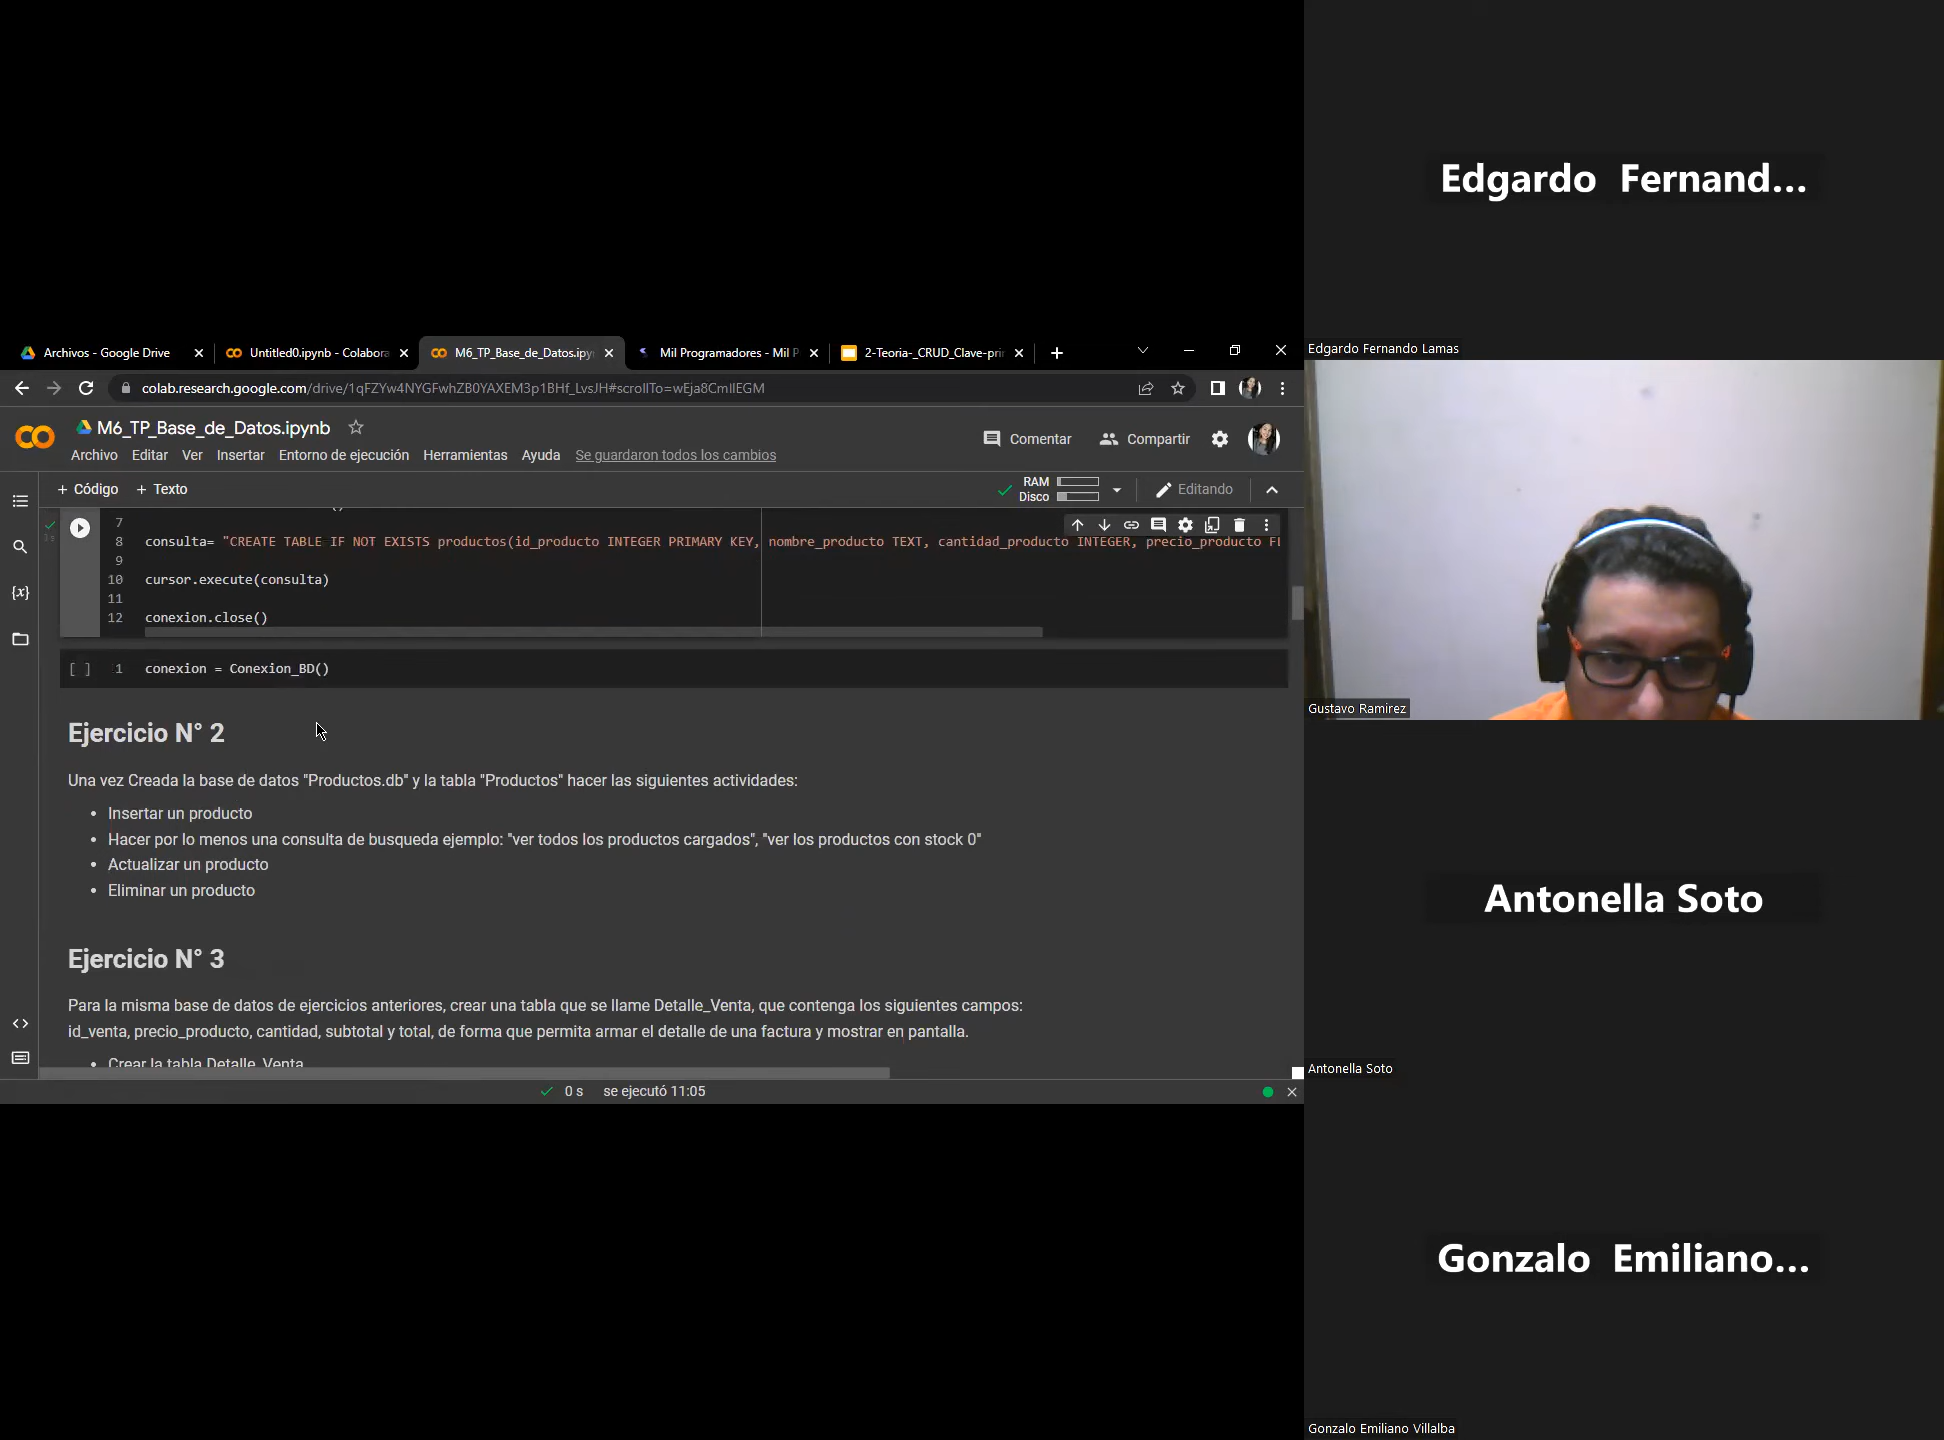 Archivos - Google Drive
Untitled0.ipynb - Colabora
M6_TP_Base_de_Datos.ipy
Mil Programadores - Mil P
2-Teoria-_CRUD_Clave-pri
colab.research.google.com/drive/1qFZYw4NYGFwhZB0YAXEM3p1BHf_LvsJH#scrollTo=wEja8CmIlEGM
M6_TP_Base_de_Datos.ipynb
Archivo Editar Ver Insertar Entorno de ejecución Herramientas Ayuda Se guardaron todos los cambios
Comentar Compartir
+ Código + Texto
RAM
Disco
Editando
7
8 consulta= "CREATE TABLE IF NOT EXISTS productos(id_producto INTEGER PRIMARY KEY, nombre_producto TEXT, cantidad_producto INTEGER, precio_producto Fl
9
10 cursor.execute(consulta)
11
12 conexion.close()
[ ] 1 conexion = Conexion_BD()
Ejercicio N° 2
Una vez Creada la base de datos "Productos.db" y la tabla "Productos" hacer las siguientes actividades:
• Insertar un producto
• Hacer por lo menos una consulta de busqueda ejemplo: "ver todos los productos cargados", "ver los productos con stock 0"
• Actualizar un producto
• Eliminar un producto
Ejercicio N° 3
Para la misma base de datos de ejercicios anteriores, crear una tabla que se llame Detalle_Venta, que contenga los siguientes campos:
id_venta, precio_producto, cantidad, subtotal y total, de forma que permita armar el detalle de una factura y mostrar en pantalla.
• Crear la tabla Detalle_Venta
0 s se ejecutó 11:05
Edgardo Fernand...
Edgardo Fernando Lamas
Gustavo Ramirez
Antonella Soto
Antonella Soto
Gonzalo Emiliano...
Gonzalo Emiliano Villalba